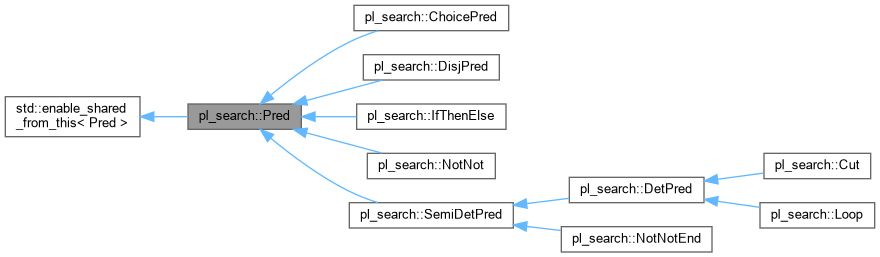 pl_search::ChoicePred
pl_search::DisjPred
std::enable_shared
_from_this< Pred >
pl_search::Pred
pl_search::IfThenElse
pl_search::NotNot
pl_search::Cut
pl_search::DetPred
pl_search::SemiDetPred
pl_search::Loop
pl_search::NotNotEnd